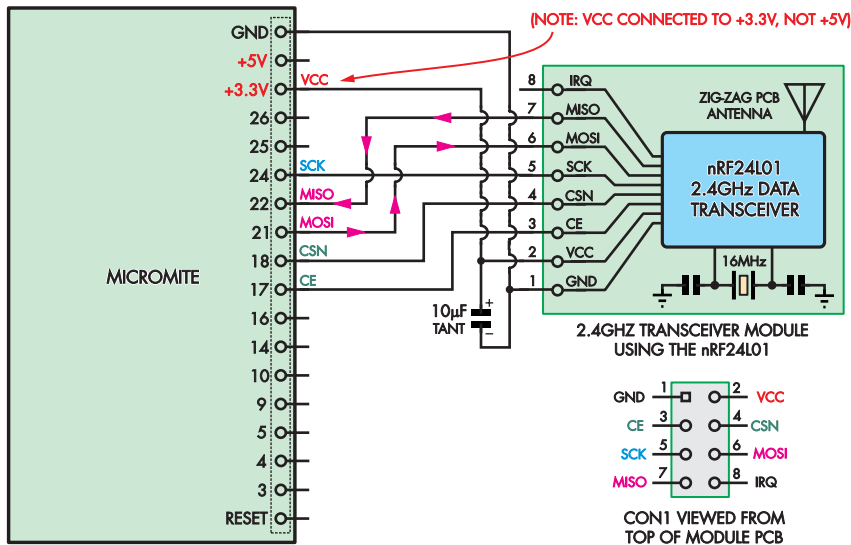 (NOTE: VCC CONNECTED TO +3.3V, NOT +5V)
GND
+5V
+3.3V
VCC
26
25
24
SCK
22
MISO
21
MOSI
18
CSN
17
CE
16
14
10
9
5
4
3
RESET
MICROMITE
10µF
TANT
+
–
8
IRQ
7
MISO
6
MOSI
5
SCK
4
CSN
3
CE
2
VCC
1
GND
ZIG-ZAG PCB
ANTENNA
nRF24L01
2.4GHz DATA
TRANSCEIVER
16MHz
2.4GHZ TRANSCEIVER MODULE
USING THE nRF24L01
GND 1 2 VCC
CE 3 4 CSN
SCK 5 6 MOSI
MISO 7 8 IRQ
CON1 VIEWED FROM
TOP OF MODULE PCB